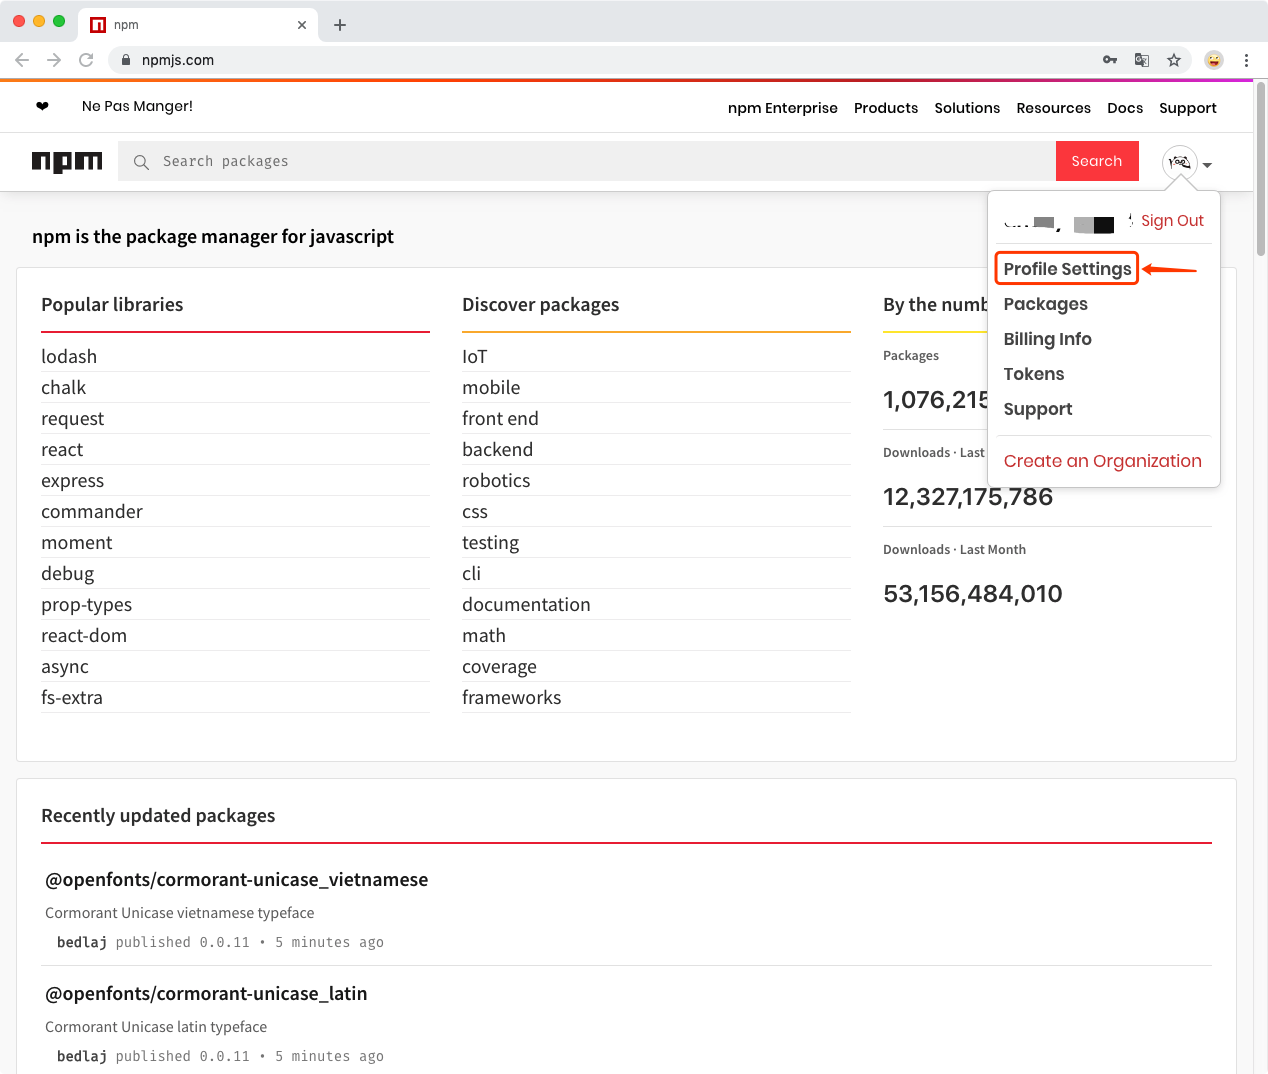 npm
npmjs.com
❤ Ne Pas Manger!
npm Enterprise Products Solutions Resources Docs Support
npm Search packages Search
Sign Out
Profile Settings
Packages
Billing Info
Tokens
Support
Create an Organization
npm is the package manager for javascript
Popular libraries
lodash
chalk
request
react
express
commander
moment
debug
prop-types
react-dom
async
fs-extra
Discover packages
IoT
mobile
front end
backend
robotics
css
testing
cli
documentation
math
coverage
frameworks
By the numb
Packages
1,076,215
Downloads · Last
12,327,175,786
Downloads · Last Month
53,156,484,010
Recently updated packages
@openfonts/cormorant-unicase_vietnamese
Cormorant Unicase vietnamese typeface
bedlaj published 0.0.11 • 5 minutes ago
@openfonts/cormorant-unicase_latin
Cormorant Unicase latin typeface
bedlaj published 0.0.11 • 5 minutes ago